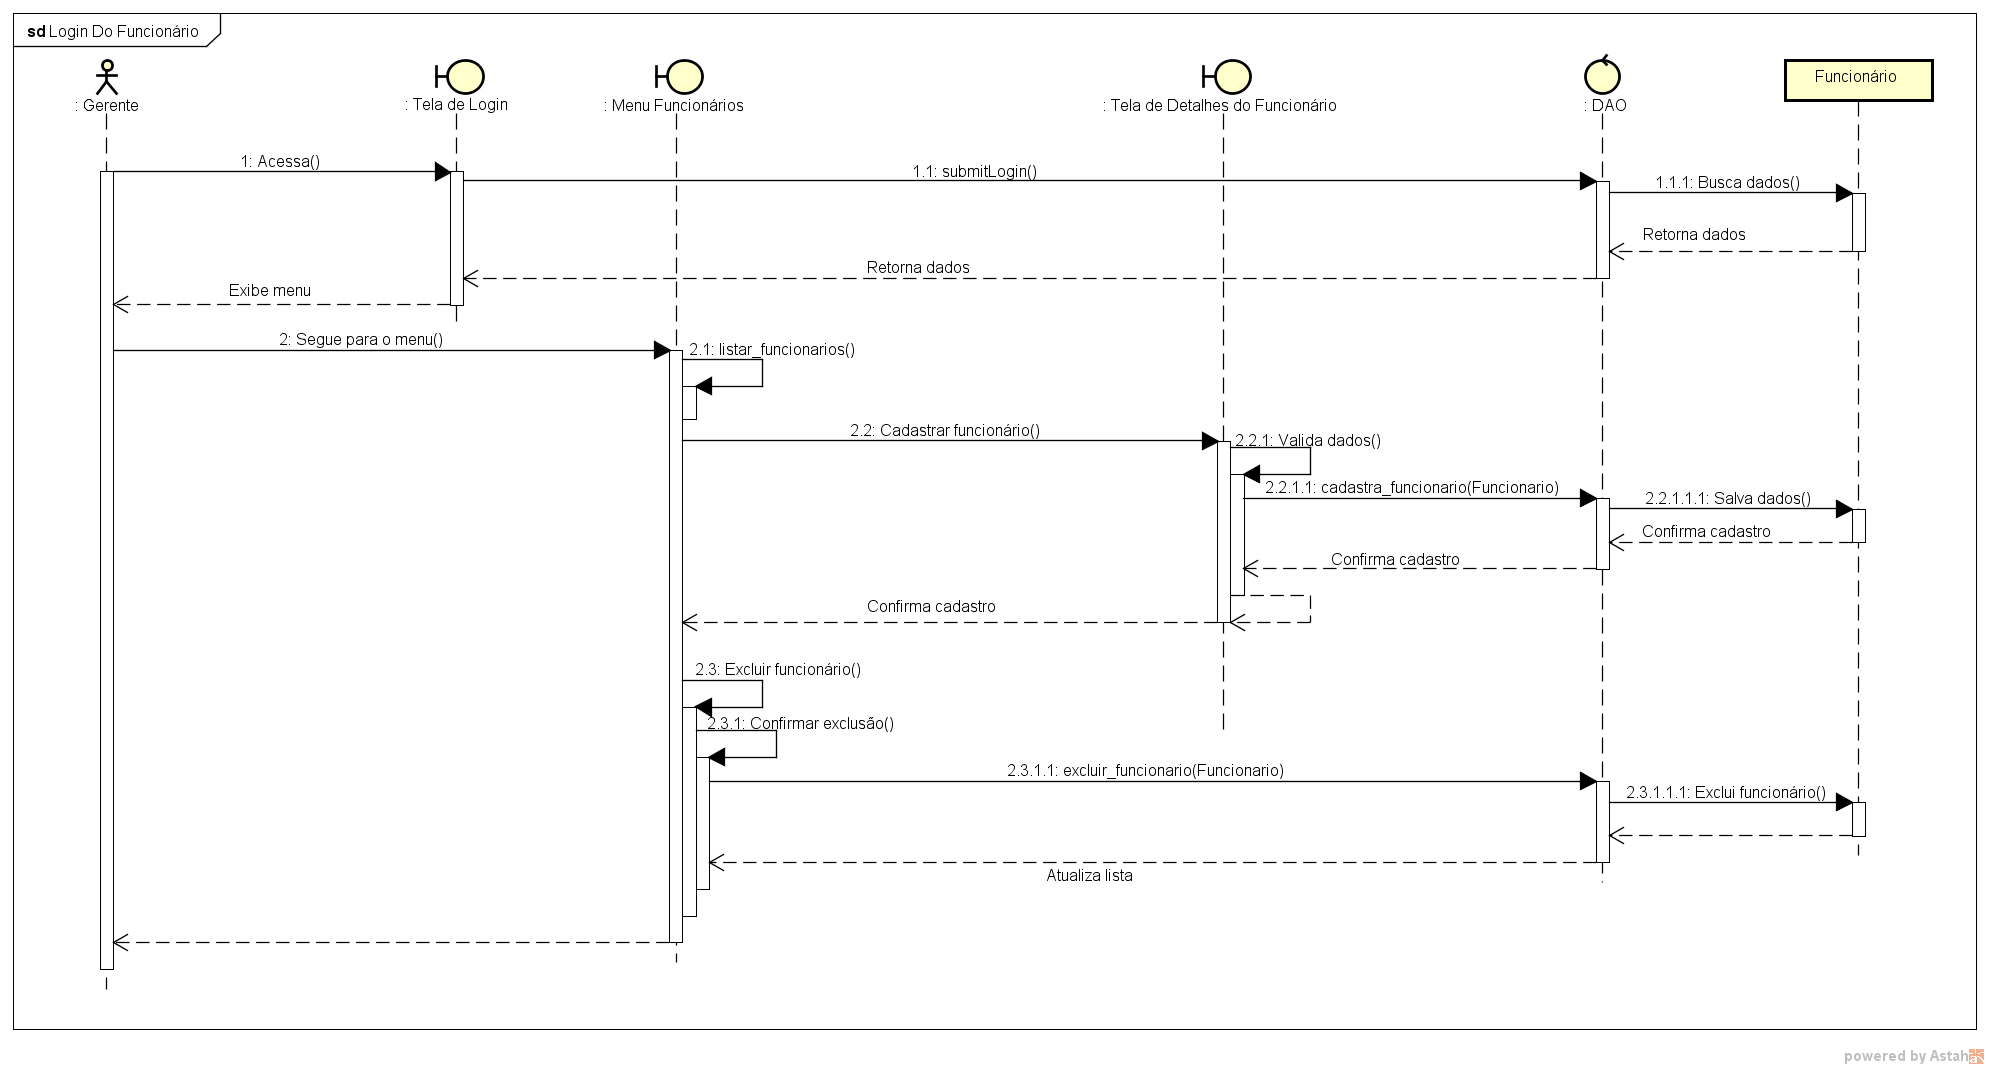 sd Login Do Funcionário
: Gerente
: Tela de Login
: Menu Funcionários
: Tela de Detalhes do Funcionário
: DAO
Funcionário
1: Acessa()
1.1: submitLogin()
1.1.1: Busca dados()
Retorna dados
Retorna dados
Exibe menu
2: Segue para o menu()
2.1: listar_funcionarios()
2.2: Cadastrar funcionário()
2.2.1: Valida dados()
2.2.1.1: cadastra_funcionario(Funcionario)
2.2.1.1.1: Salva dados()
Confirma cadastro
Confirma cadastro
Confirma cadastro
2.3: Excluir funcionário()
2.3.1: Confirmar exclusão()
2.3.1.1: excluir_funcionario(Funcionario)
2.3.1.1.1: Exclui funcionário()
Atualiza lista
powered by Astah